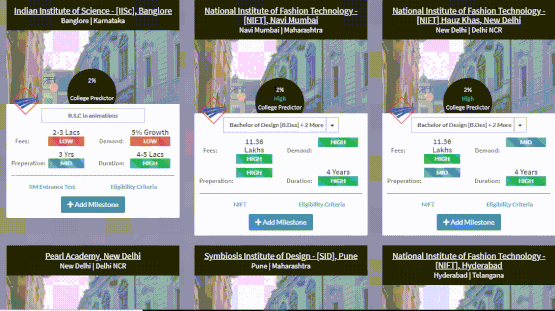 Indian Institute of Science - [IISc], Banglore
Banglore | Karnataka
2%
College Predictor
B.S.C in animations
Fees:
2-3 Lacs
LOW
Demand:
5% Growth
LOW
Preparation:
3 Yrs
MID
Duration:
4-5 Lacs
HIGH
IIM Entrance Test
Eligibility Criteria
+ Add Milestone
National Institute of Fashion Technology -
[NIFT], Navi Mumbai
Navi Mumbai | Maharashtra
2%
High
College Predictor
Bachelor of Design [B.Des] + 2 More
Fees:
11.36
Lakhs
HIGH
Demand:
HIGH
Preparation:
HIGH
Duration:
4 Years
HIGH
NIFT
Eligibility Criteria
+ Add Milestone
National Institute of Fashion Technology -
[NIFT] Hauz Khas, New Delhi
New Delhi | Delhi NCR
2%
High
College Predictor
Bachelor of Design [B.Des] + 2 More
Fees:
11.36
Lakhs
HIGH
Demand:
MID
Preparation:
MID
Duration:
4 Years
HIGH
NIFT
Eligibility Criteria
+ Add Milestone
Pearl Academy, New Delhi
New Delhi | Delhi NCR
Symbiosis Institute of Design - [SID], Pune
Pune | Maharashtra
National Institute of Fashion Technology -
[NIFT], Hyderabad
Hyderabad | Telangana